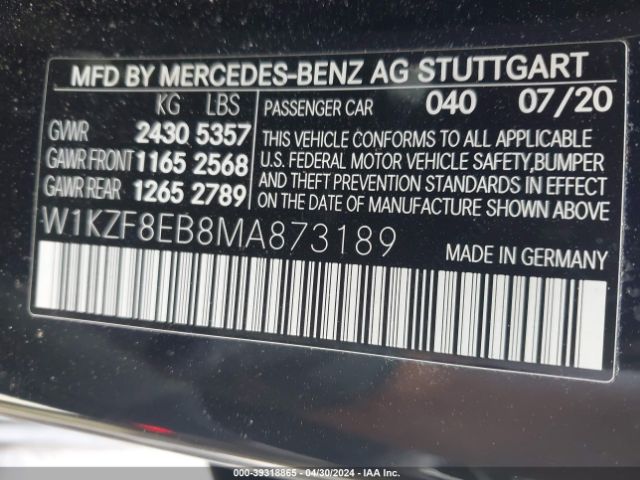 MFD BY MERCEDES-BENZ AG STUTTGART
KG LBS
PASSENGER CAR 040 07/20
GVWR 2430 5357
GAWR FRONT 1165 2568
GAWR REAR 1265 2789
THIS VEHICLE CONFORMS TO ALL APPLICABLE
U.S. FEDERAL MOTOR VEHICLE SAFETY, BUMPER
AND THEFT PREVENTION STANDARDS IN EFFECT
ON THE DATE OF MANUFACTURE SHOWN ABOVE
W1KZF8EB8MA873189
MADE IN GERMANY
000-39318865 - 04/30/2024 - IAAI.COM